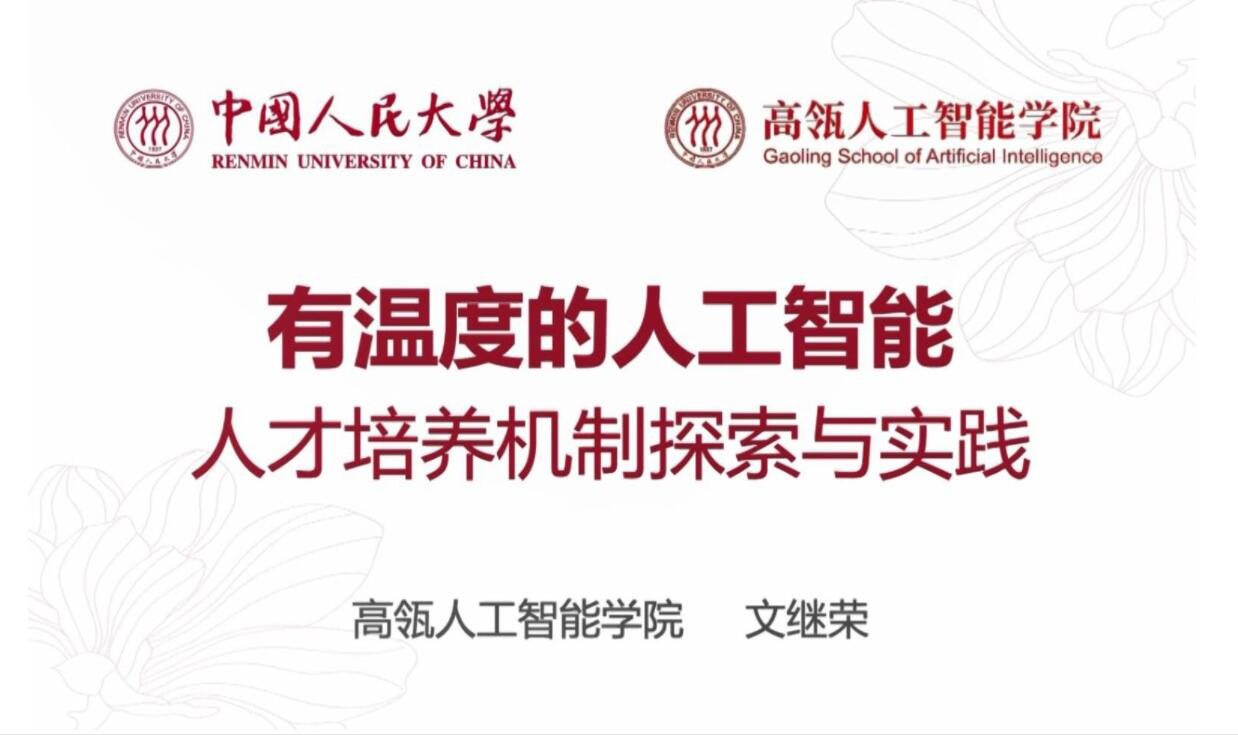 中國人民大學
RENMIN UNIVERSITY OF CHINA
高瓴人工智能学院
Gaoling School of Artificial Intelligence
有温度的人工智能
人才培养机制探索与实践
高瓴人工智能学院 文继荣